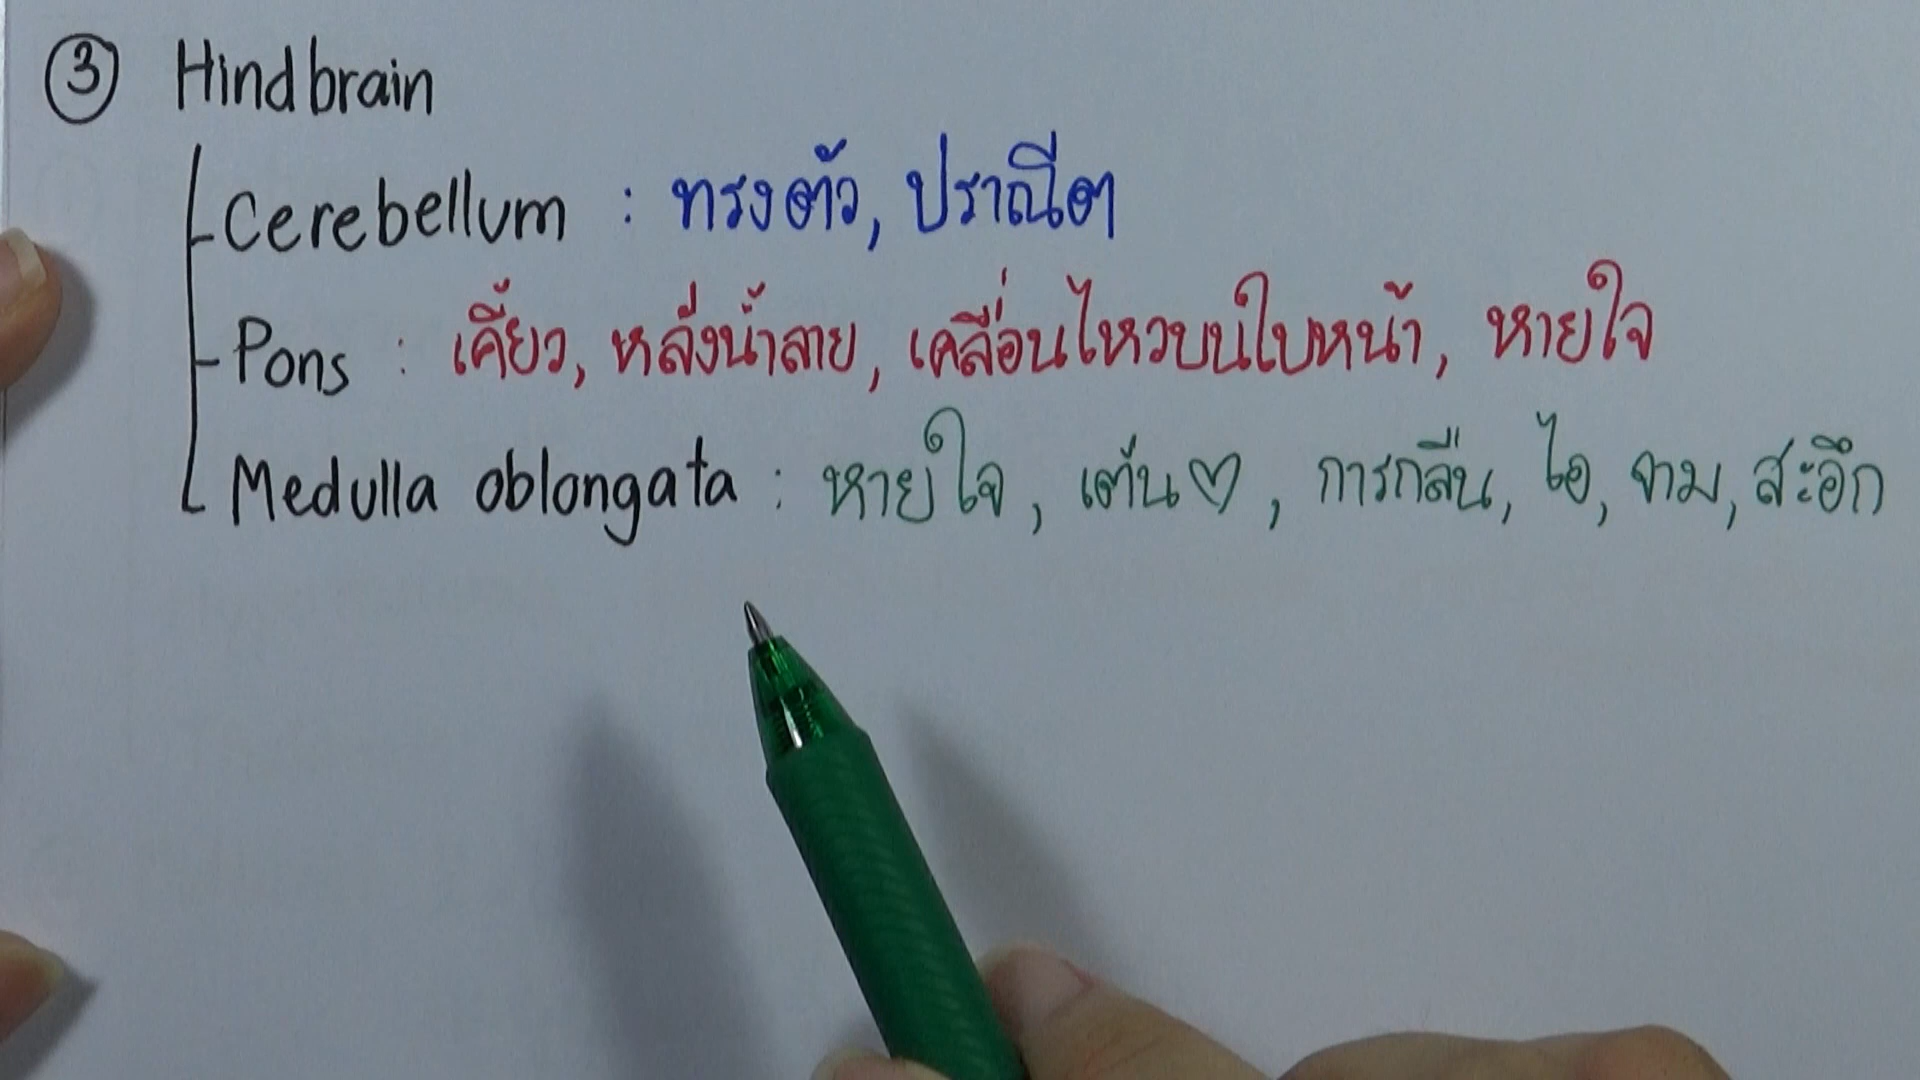 ③ Hindbrain
Cerebellum : ทรงตัว, ปราณีต
Pons : เคี้ยว, หลั่งน้ำลาย, เคลื่อนไหวบนใบหน้า, หายใจ
Medulla oblongata : หายใจ, เต้น♡, การกลืน, ไอ, จาม, สะอึก